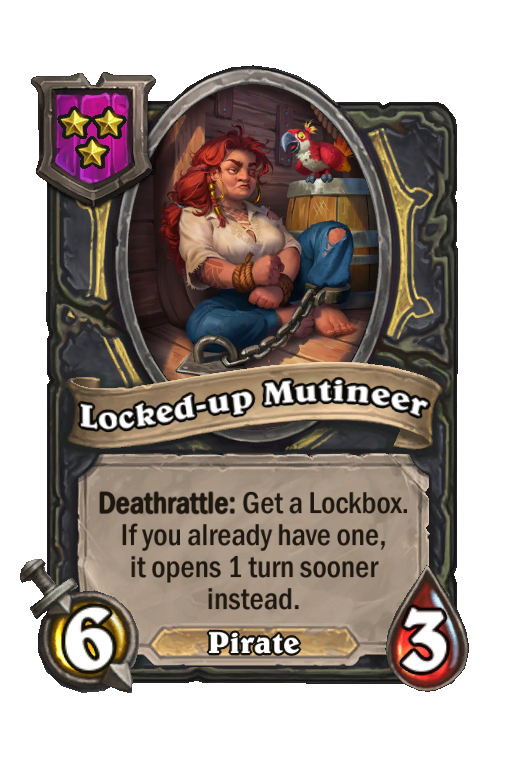 Locked-up Mutineer
Deathrattle: Get a Lockbox.
If you already have one,
it opens 1 turn sooner
instead.
6
Pirate
3